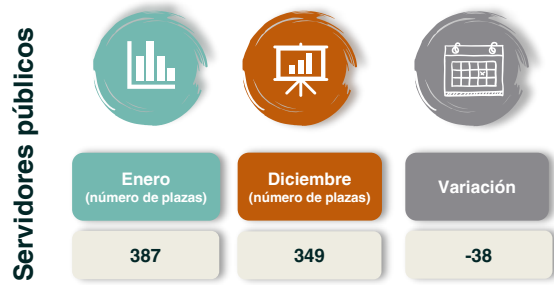 Servidores públicos
Enero
(número de plazas)
Diciembre
(número de plazas)
Variación
387
349
-38